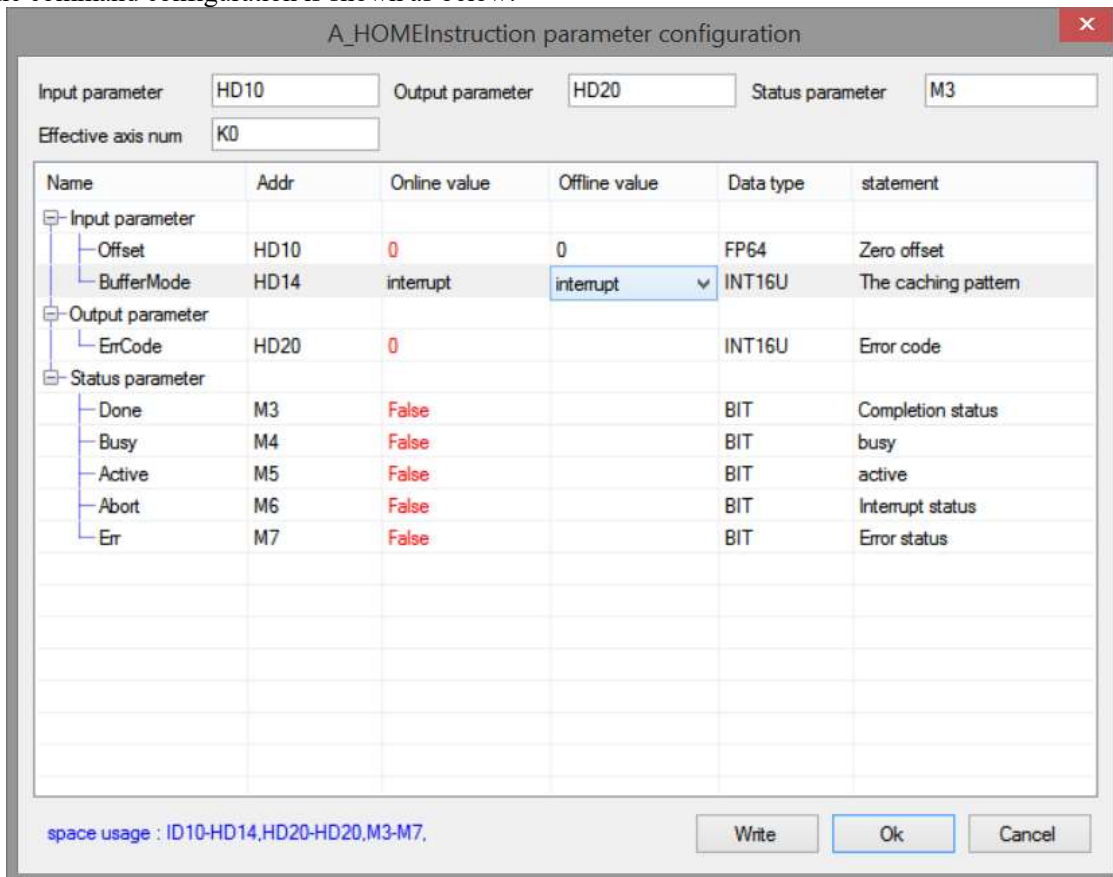 A_HOMEInstruction parameter configuration
Input parameter HD10 Output parameter HD20 Status parameter M3
Effective axis num K0
Name Addr Online value Offline value Data type statement
Input parameter
Offset HD10 0 0 FP64 Zero offset
BufferMode HD14 interrupt interrupt INT16U The caching pattern
Output parameter
ErrCode HD20 0 INT16U Error code
Status parameter
Done M3 False BIT Completion status
Busy M4 False BIT busy
Active M5 False BIT active
Abort M6 False BIT Interrupt status
Err M7 False BIT Error status
space usage : ID10-HD14,HD20-HD20,M3-M7, Write Ok Cancel